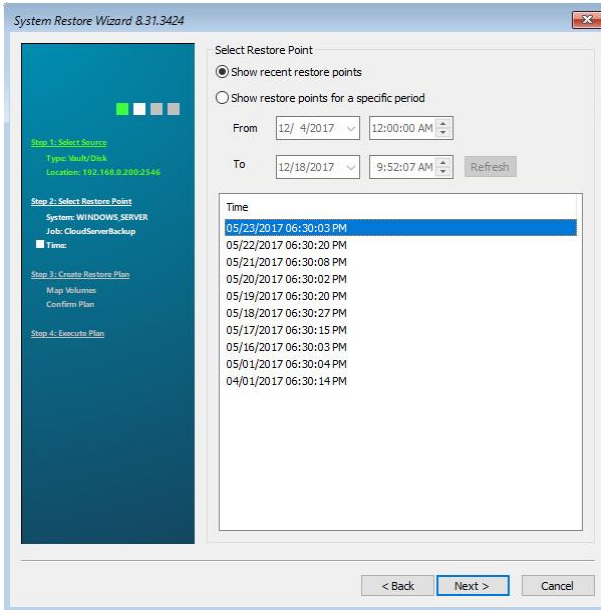 System Restore Wizard 8.31.3424
Step 1: Select Source
Type: Vault/Disk
Location: 192.168.0.200:2546
Step 2: Select Restore Point
System: WINDOWS_SERVER
Job: CloudServerBackup
Time:
Step 3: Create Restore Plan
Map Volumes
Confirm Plan
Step 4: Execute Plan
Select Restore Point
Show recent restore points
Show restore points for a specific period
From 12/ 4/2017 12:00:00 AM
To 12/18/2017 9:52:07 AM Refresh
Time
05/23/2017 06:30:03 PM
05/22/2017 06:30:20 PM
05/21/2017 06:30:08 PM
05/20/2017 06:30:02 PM
05/19/2017 06:30:20 PM
05/18/2017 06:30:27 PM
05/17/2017 06:30:15 PM
05/16/2017 06:30:03 PM
05/01/2017 06:30:04 PM
04/01/2017 06:30:14 PM
< Back Next > Cancel